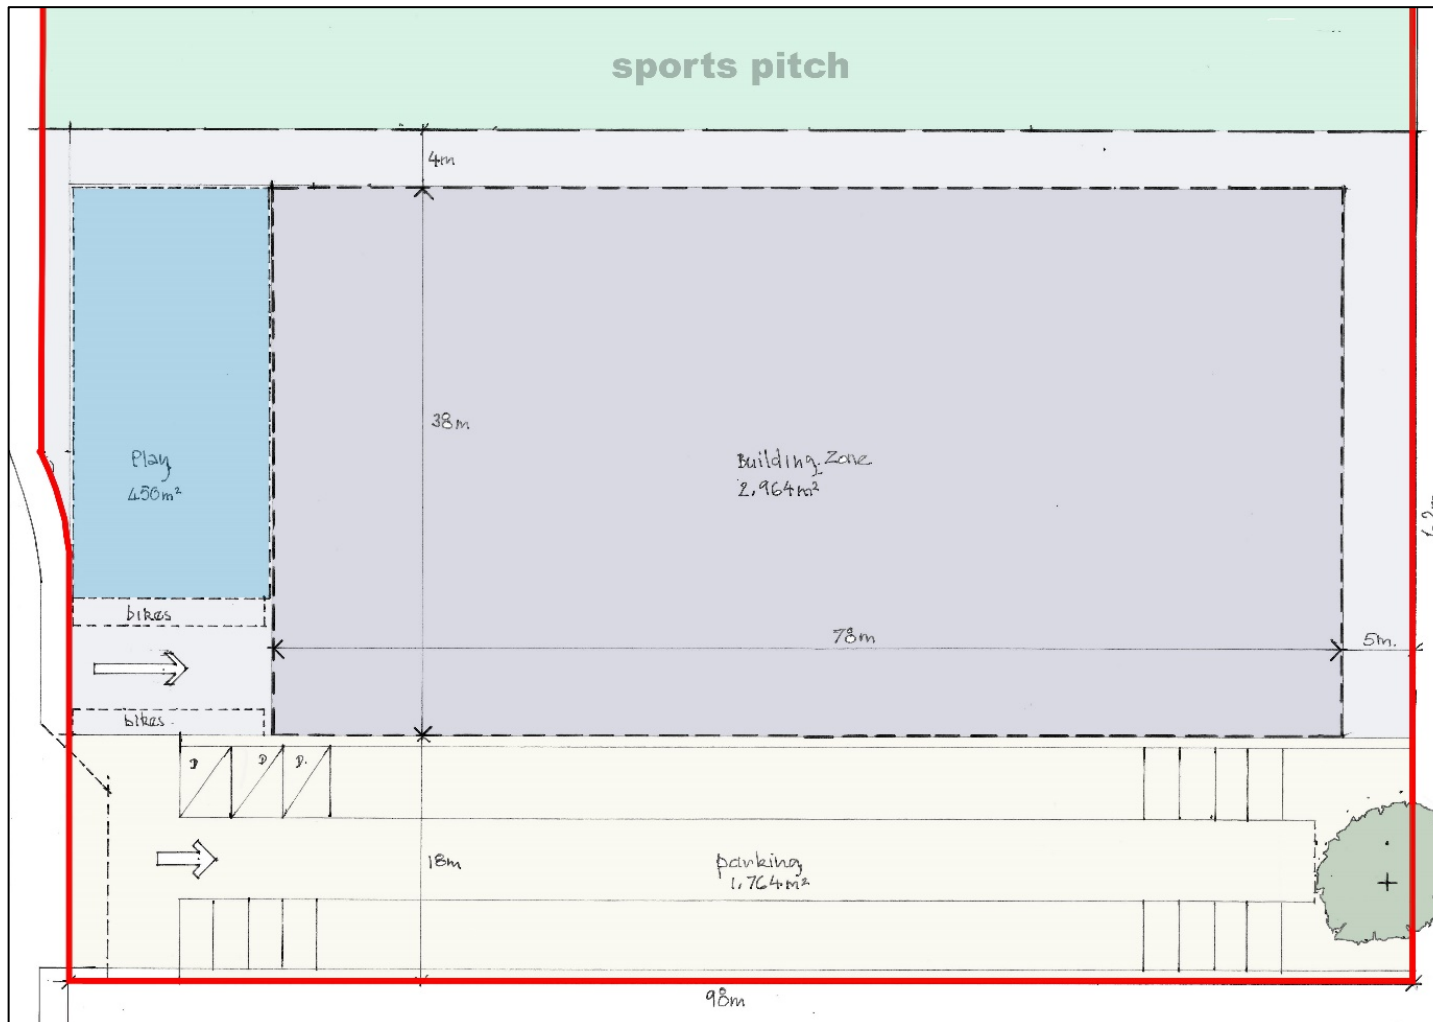 sports pitch
4m
38m
Play
450m²
Building Zone
2,964m²
bikes
78m
5m.
bikes
D
D
D.
18m
parking
1,764m²
98m